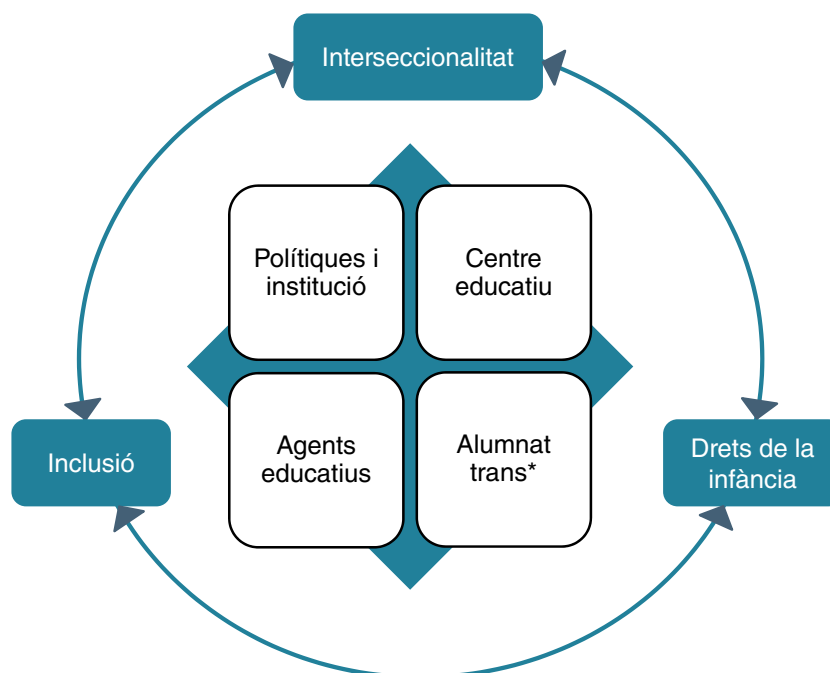 Interseccionalitat
Polítiques i
institució
Centre
educatiu
Agents
educatius
Alumnat
trans*
Inclusió
Drets de la
infància